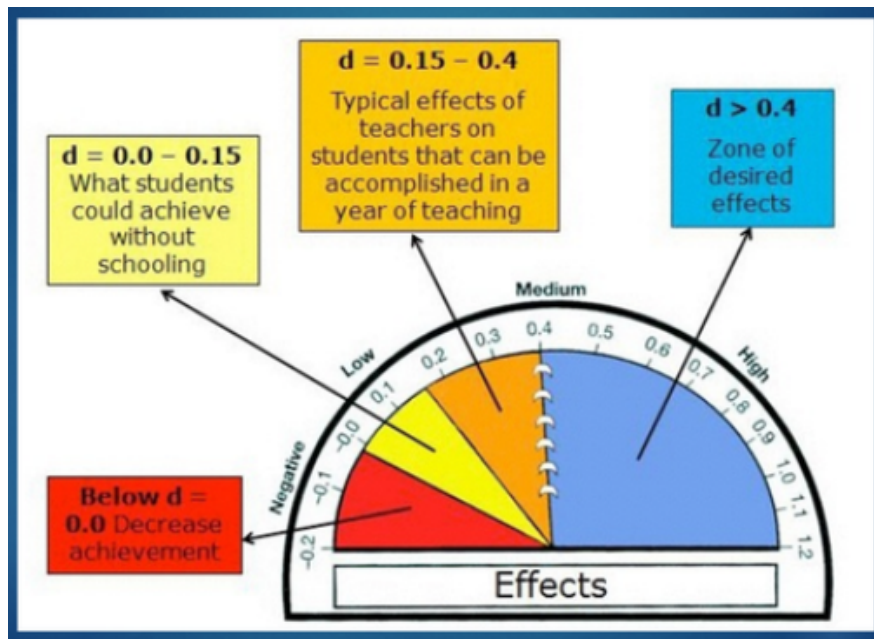 d = 0.15 – 0.4
Typical effects of
teachers on
students that can be
accomplished in a
year of teaching
d > 0.4
Zone of
desired
effects
d = 0.0 – 0.15
What students
could achieve
without
schooling
Below d =
0.0 Decrease
achievement
Negative
Low
Medium
High
-0.2
-0.1
-0.0
0.1
0.2
0.3
0.4
0.5
0.6
0.7
0.8
0.9
1.0
1.1
1.2
Effects